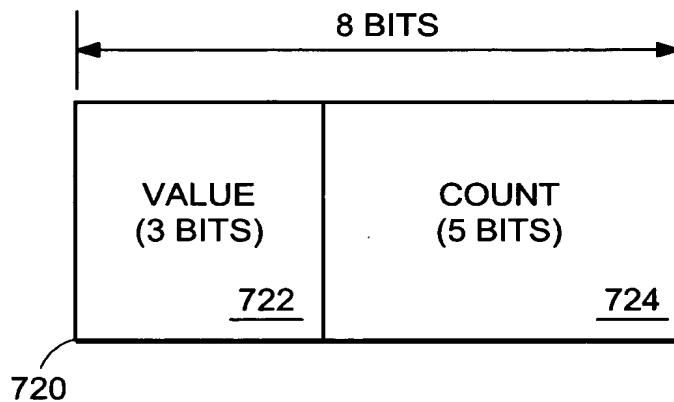 8 BITS
VALUE
(3 BITS)
COUNT
(5 BITS)
722
724
720